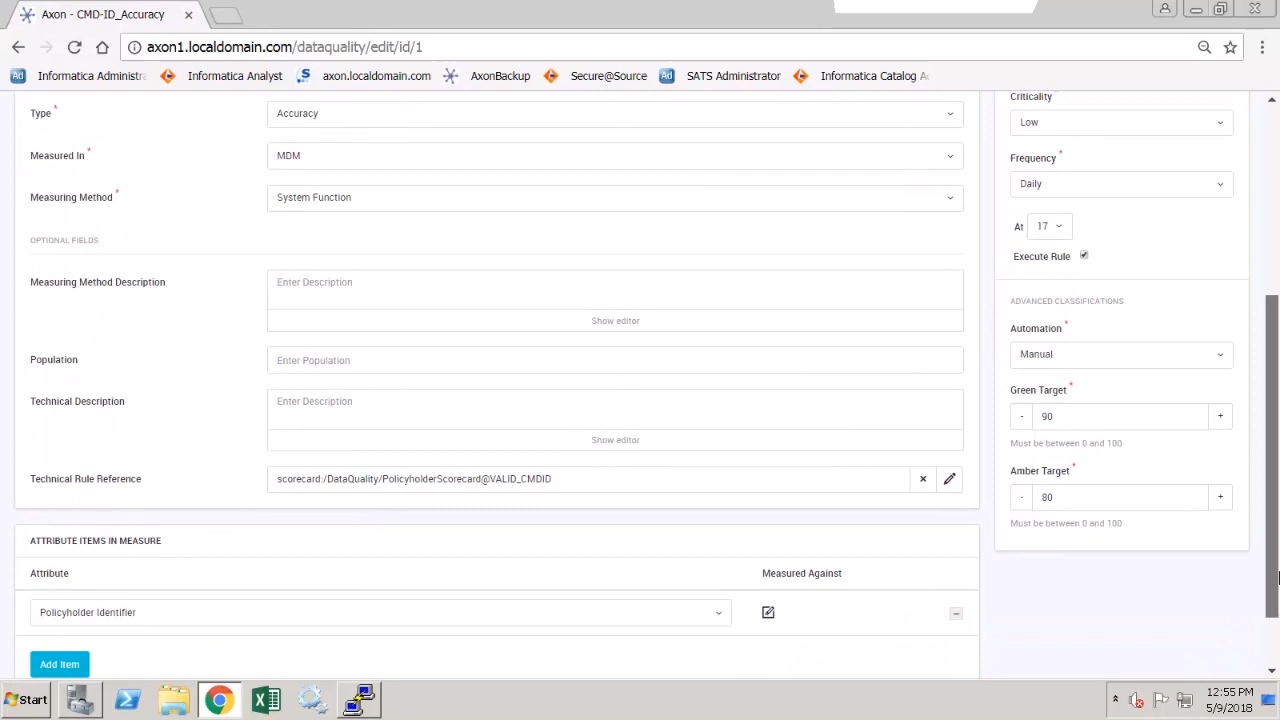 Axon - CMD-ID_Accuracy
axon1.localdomain.com/dataquality/edit/id/1
Informatica Administra
Informatica Analyst
axon.localdomain.com
AxonBackup
Secure@Source
SATS Administrator
Informatica Catalog A
Type *
Accuracy
Measured In *
MDM
Measuring Method *
System Function
OPTIONAL FIELDS
Measuring Method Description
Enter Description
Show editor
Population
Enter Population
Technical Description
Enter Description
Show editor
Technical Rule Reference
scorecard:/DataQuality/PolicyholderScorecard@VALID_CMDID
ATTRIBUTE ITEMS IN MEASURE
Attribute
Measured Against
Policyholder Identifier
Add Item
Criticality
Low
Frequency *
Daily
At 17
Execute Rule
ADVANCED CLASSIFICATIONS
Automation *
Manual
Green Target *
- 90 +
Must be between 0 and 100
Amber Target *
- 80 +
Must be between 0 and 100
Start
12:55 PM
5/9/2018